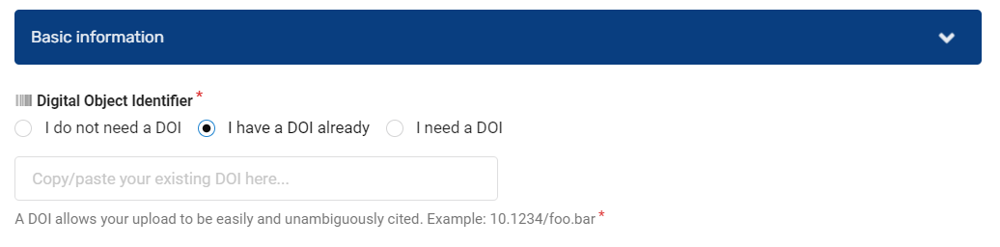 Basic information
Digital Object Identifier *
I do not need a DOI I have a DOI already I need a DOI
Copy/paste your existing DOI here...
A DOI allows your upload to be easily and unambiguously cited. Example: 10.1234/foo.bar *